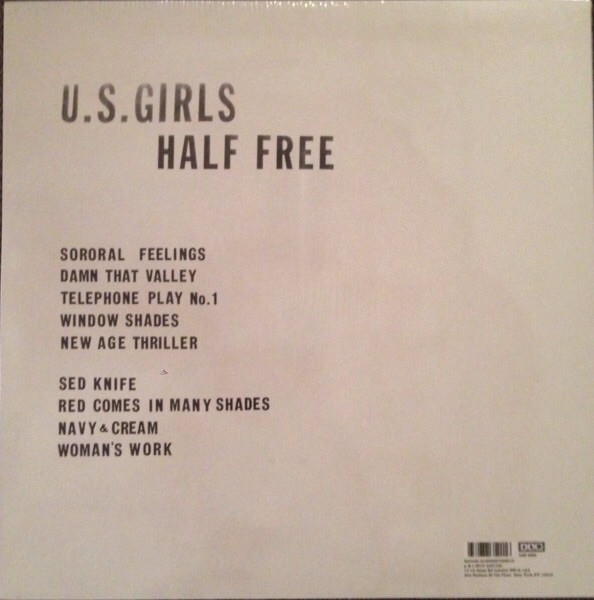 U.S.GIRLS
HALF FREE
SORORAL FEELINGS
DAMN THAT VALLEY
TELEPHONE PLAY No.1
WINDOW SHADES
NEW AGE THRILLER
SED KNIFE
RED COMES IN MANY SHADES
NAVY & CREAM
WOMAN'S WORK